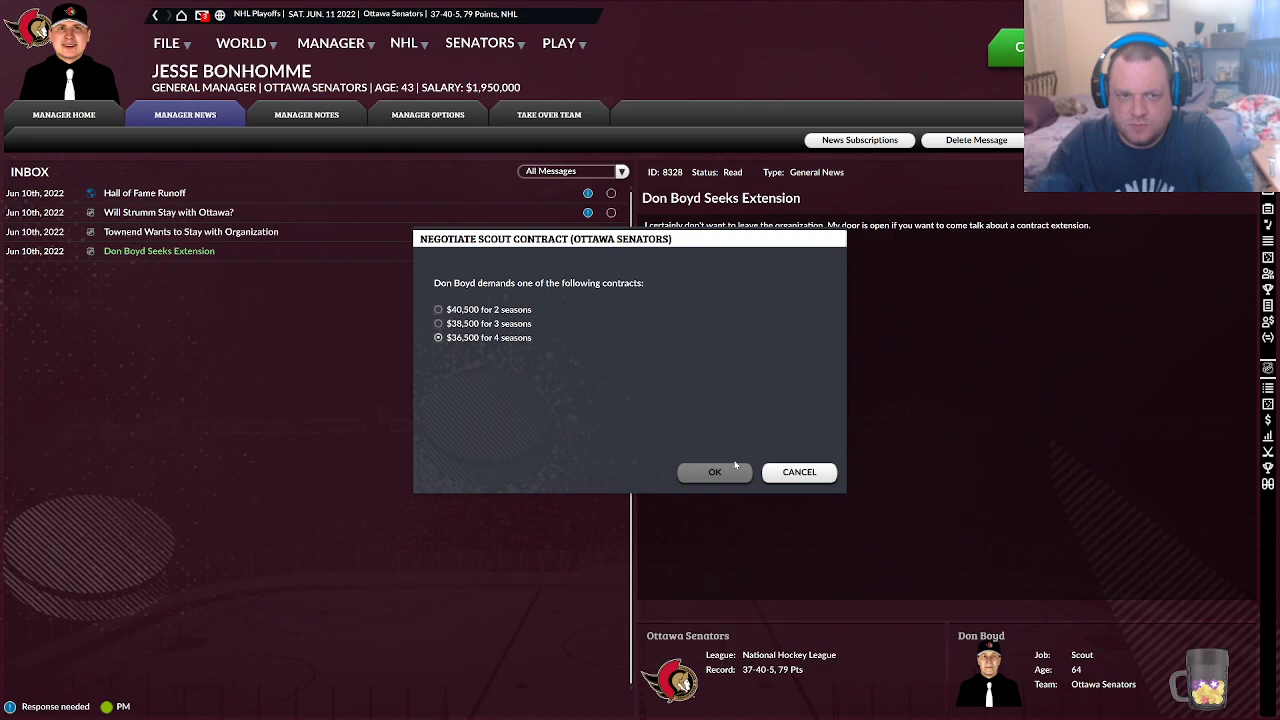 NHL Playoffs | SAT. JUN. 11 2022 | Ottawa Senators | 37-40-5, 79 Points, NHL
3
FILE WORLD MANAGER NHL SENATORS PLAY
JESSE BONHOMME
GENERAL MANAGER | OTTAWA SENATORS | AGE: 43 | SALARY: $1,950,000
C
MANAGER HOME MANAGER NEWS MANAGER NOTES MANAGER OPTIONS TAKE OVER TEAM
News Subscriptions Delete Message
INBOX All Messages
Jun 10th, 2022 Hall of Fame Runoff
Jun 10th, 2022 Will Strumm Stay with Ottawa?
Jun 10th, 2022 Townend Wants to Stay with Organization
Jun 10th, 2022 Don Boyd Seeks Extension
ID: 8328 Status: Read Type: General News
Don Boyd Seeks Extension
I certainly don't want to leave the organization. My door is open if you want to come talk about a contract extension.
NEGOTIATE SCOUT CONTRACT (OTTAWA SENATORS)
Don Boyd demands one of the following contracts:
$40,500 for 2 seasons
$38,500 for 3 seasons
$36,500 for 4 seasons
OK CANCEL
Ottawa Senators
League: National Hockey League
Record: 37-40-5, 79 Pts
Don Boyd
Job: Scout
Age: 64
Team: Ottawa Senators
Response needed PM